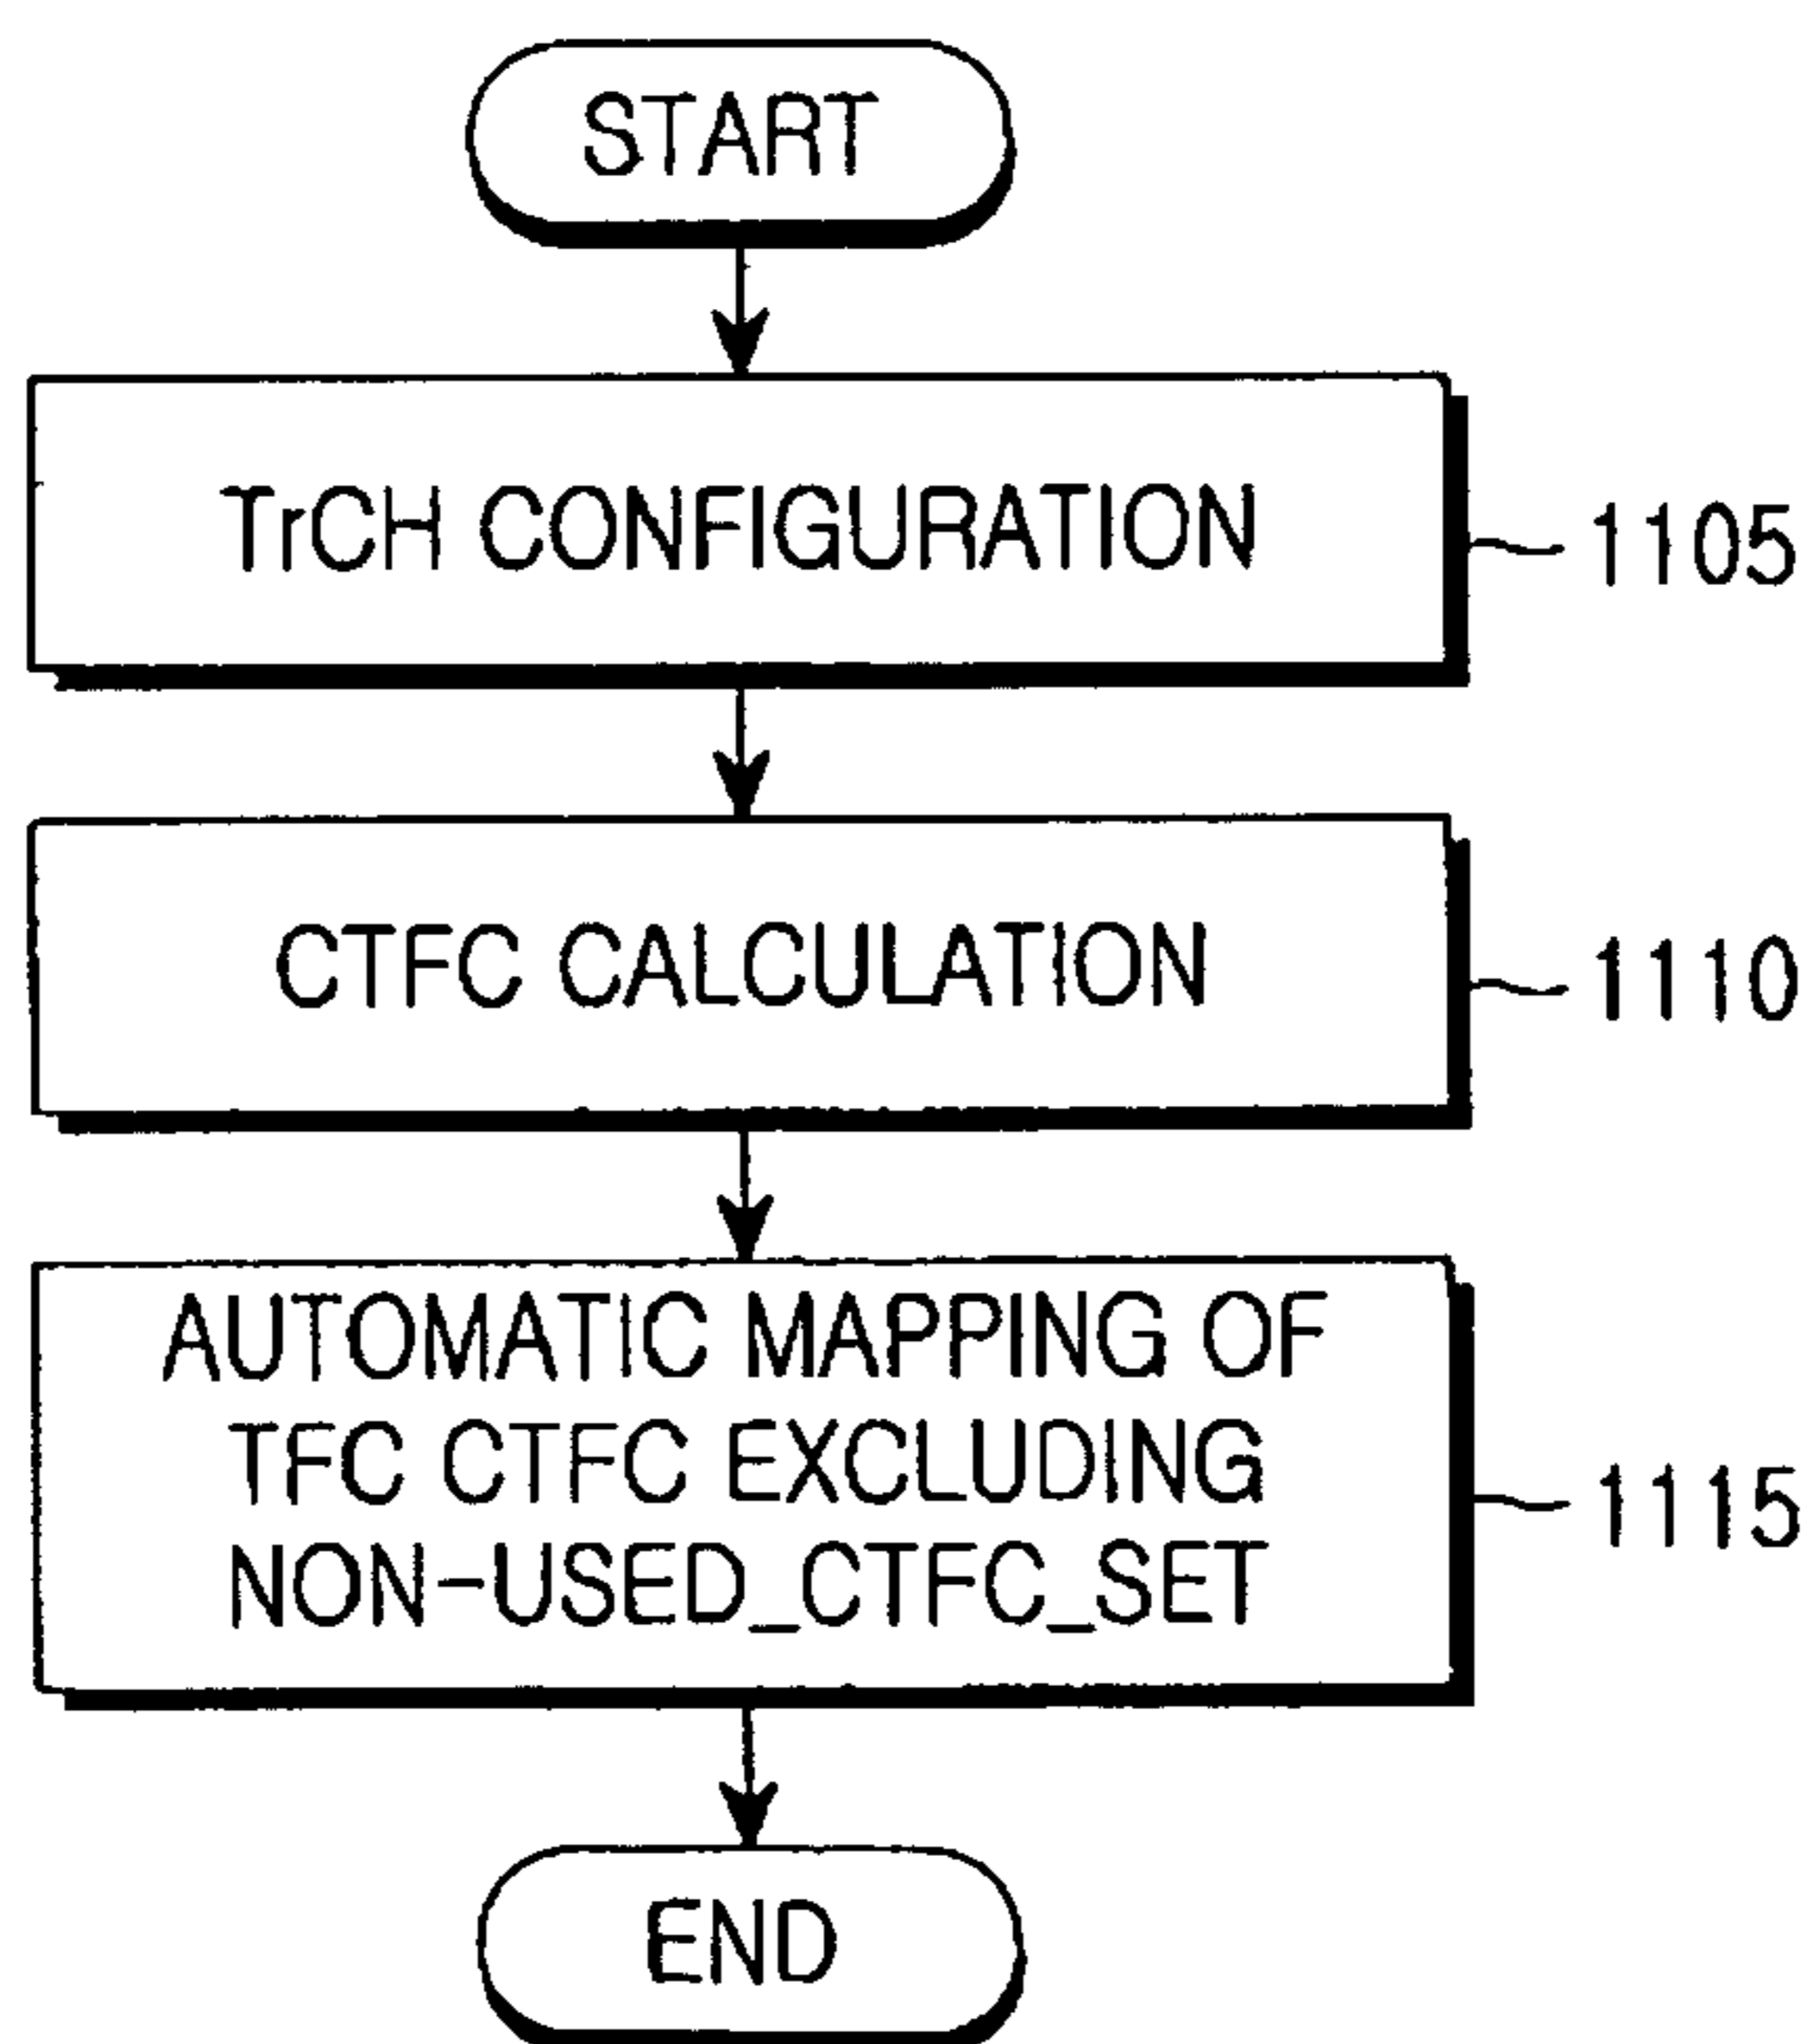 START
TrCH CONFIGURATION
1105
CTFC CALCULATION
1110
AUTOMATIC MAPPING OF
TFC CTFC EXCLUDING
NON-USED_CTFC_SET
1115
END